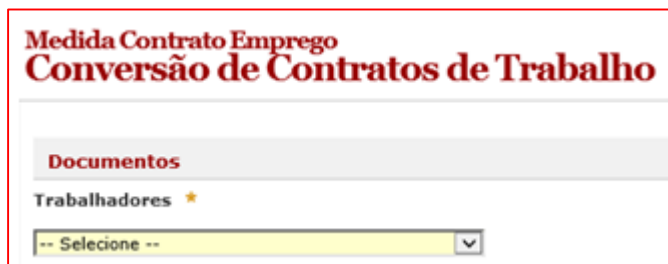 Medida Contrato Emprego
Conversão de Contratos de Trabalho
Documentos
Trabalhadores *
-- Selecione --